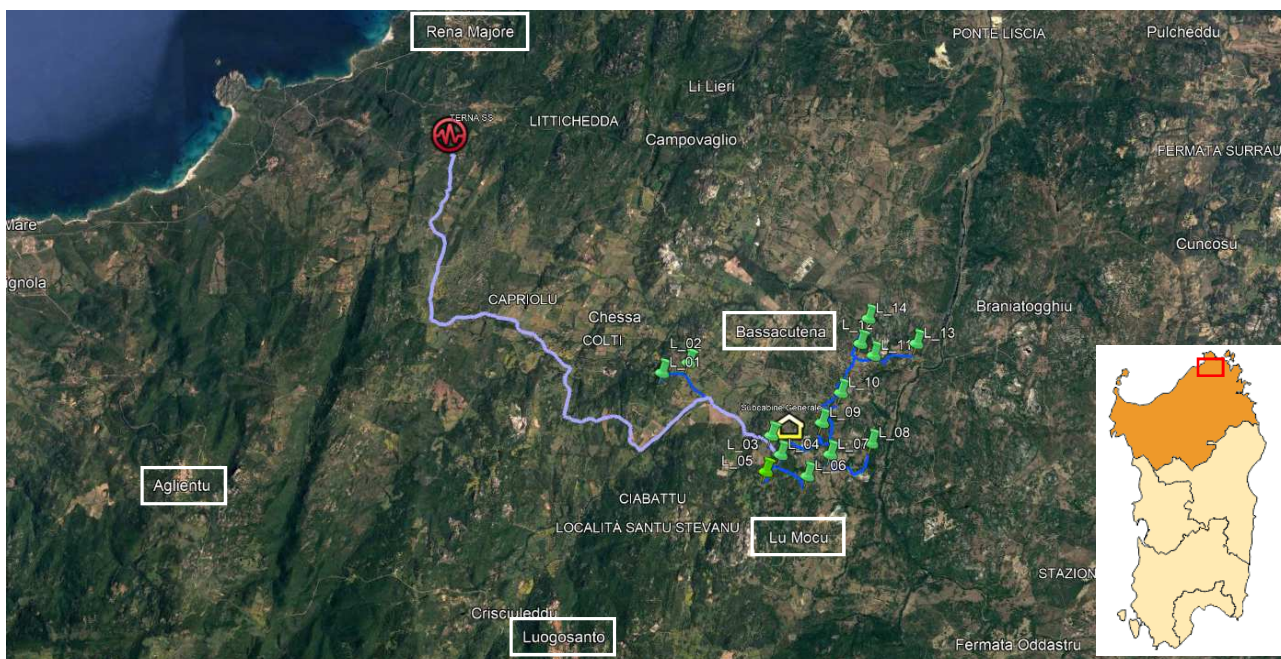 Rena Majore
PONTE LISCIA
Pulcheddu
Li Lieri
TERNA SS
LITTICHEDDA
Campovaglio
FERMATA SURRAU
Mare
Cuncosu
gnola
CAPRIOLU
Braniatogghiu
Chessa
L_14
Bassacutena
L_12
L_13
COLTI
L_02
L_11
L_01
L_10
Subcabine Generale
L_09
L_03
L_04
L_07
L_08
L_05
L_06
Aglientu
CIABATTU
LOCALITÀ SANTU STEVANU
Lu Mocu
STAZION
Crisciuleddu
Luogosanto
Fermata Oddastru